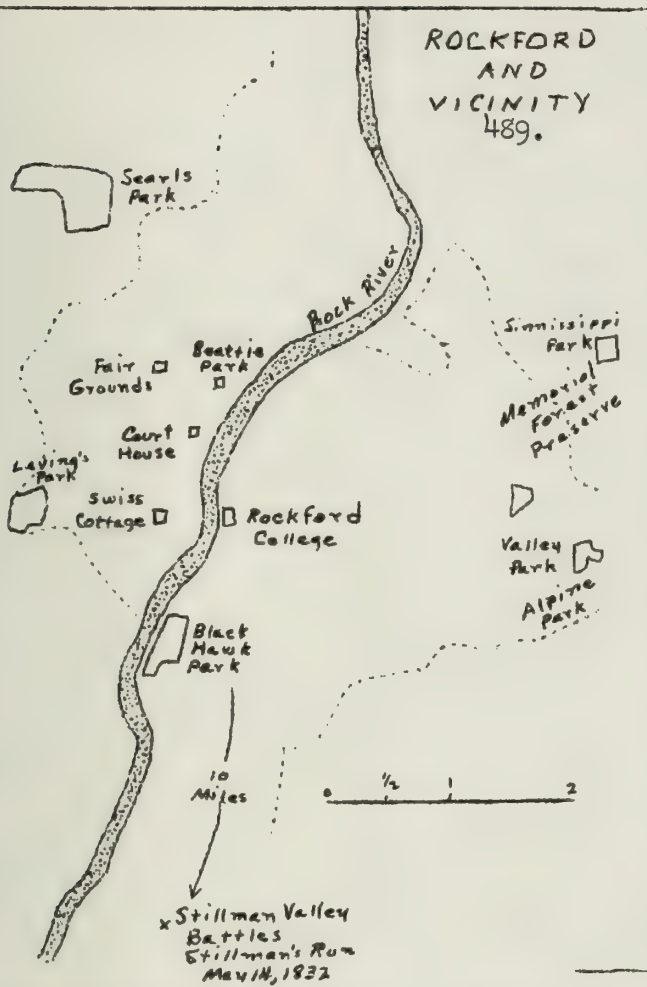 ROCKFORD
AND
VICINITY
489.
Searls
Park
Rock River
Sinnissippi
Park
Fair
Grounds
Beattie
Park
Memorial
Forest
Preserve
Court
House
Leving's
Park
Swiss
Cottage
Rockford
College
Valley
Park
Alpine
Park
Black
Hawk
Park
10
Miles
0 1/2 1 2
x Stillman Valley
Battles
Stillman's Run
May 14, 1832